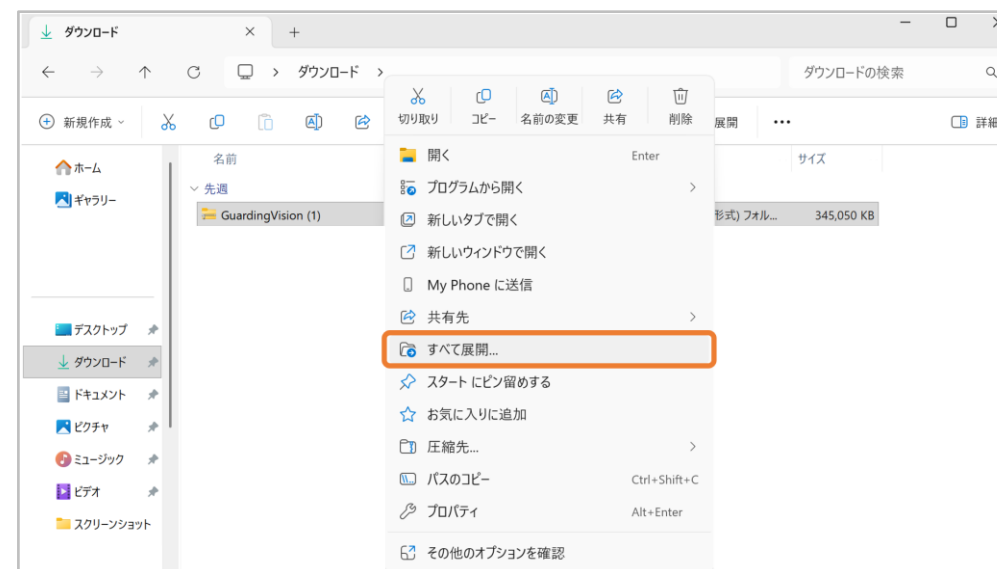 ダウンロード
ダウンロード
ダウンロードの検索
新規作成
展開
詳細
切り取り
コピー
名前の変更
共有
削除
名前
サイズ
先週
GuardingVision (1)
形式) フォル...
345,050 KB
ホーム
ギャラリー
デスクトップ
ダウンロード
ドキュメント
ピクチャ
ミュージック
ビデオ
スクリーンショット
開く Enter
プログラムから開く
新しいタブで開く
新しいウィンドウで開く
My Phone に送信
共有先
すべて展開...
スタート にピン留めする
お気に入りに追加
圧縮先...
パスのコピー Ctrl+Shift+C
プロパティ Alt+Enter
その他のオプションを確認